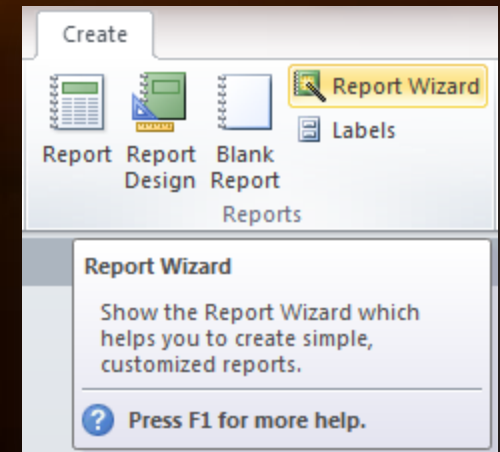 Create
Report Wizard
Labels
Report
Report Design
Blank Report
Reports
Report Wizard
Show the Report Wizard which
helps you to create simple,
customized reports.
Press F1 for more help.